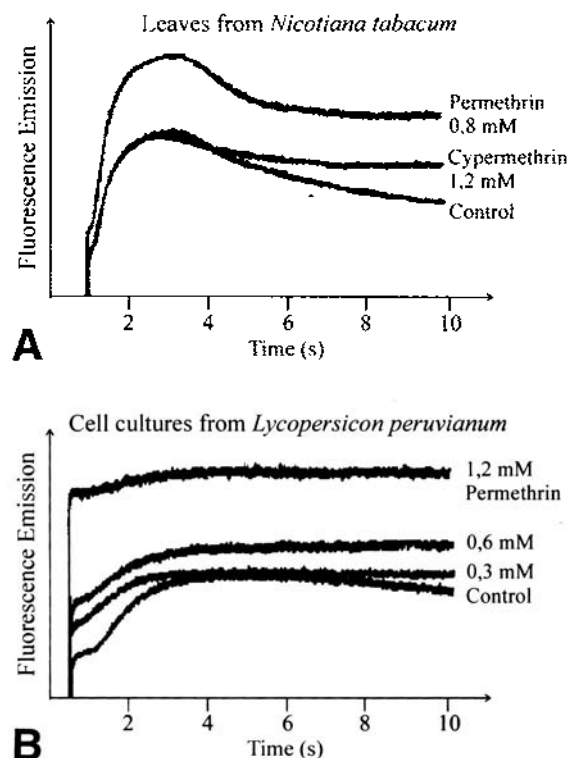 Leaves from Nicotiana tabacum
Fluorescence Emission
Permethrin
0,8 mM
Cypermethrin
1,2 mM
Control
2 4 6 8 10
Time (s)
A
Cell cultures from Lycopersicon peruvianum
Fluorescence Emission
1,2 mM
Permethrin
0,6 mM
0,3 mM
Control
2 4 6 8 10
Time (s)
B